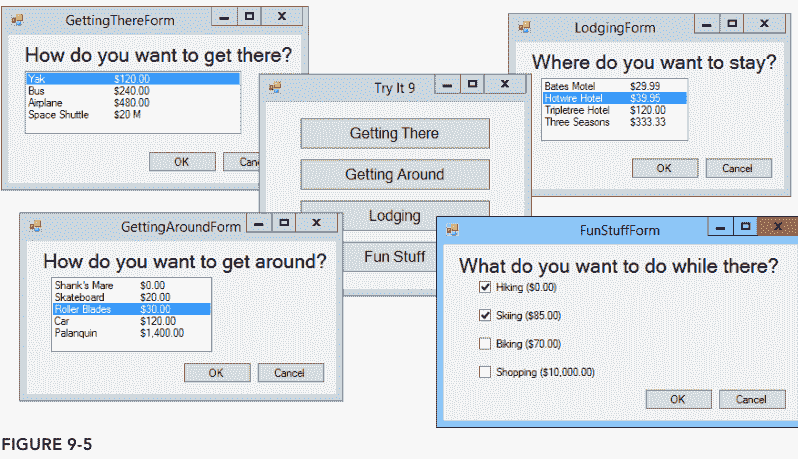 GettingThereForm
How do you want to get there?
Yak $120.00
Bus $240.00
Airplane $480.00
Space Shuttle $20 M
OK Can
LodgingForm
Where do you want to stay?
Bates Motel $29.99
Hotwire Hotel $39.95
Tripletree Hotel $120.00
Three Seasons $333.33
OK Cancel
Try It 9
Getting There
Getting Around
Lodging
Fun Stuff
GettingAroundForm
How do you want to get around?
Shank's Mare $0.00
Skateboard $20.00
Roller Blades $30.00
Car $120.00
Palanquin $1,400.00
OK Cancel
FunStuffForm
What do you want to do while there?
Hiking ($0.00)
Skiing ($85.00)
Biking ($70.00)
Shopping ($10,000.00)
OK Cancel
FIGURE 9-5